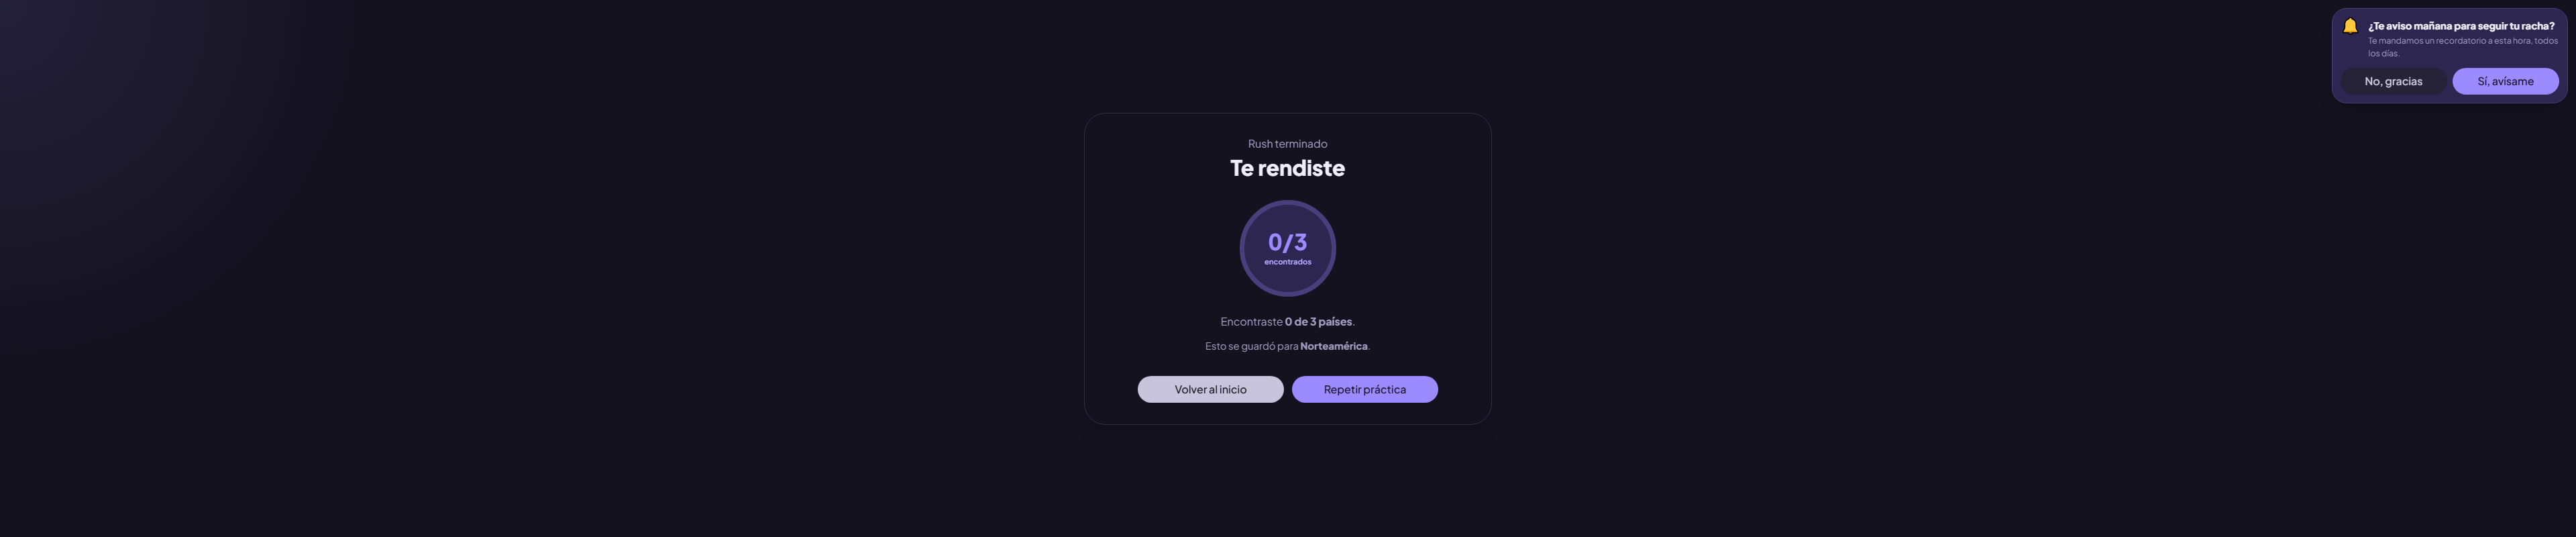 ¿Te aviso mañana para seguir tu racha?
Te mandamos un recordatorio a esta hora, todos
los días.
No, gracias
Sí, avísame
Rush terminado
Te rendiste
0/3
encontrados
Encontraste 0 de 3 países.
Esto se guardó para Norteamérica.
Volver al inicio
Repetir práctica